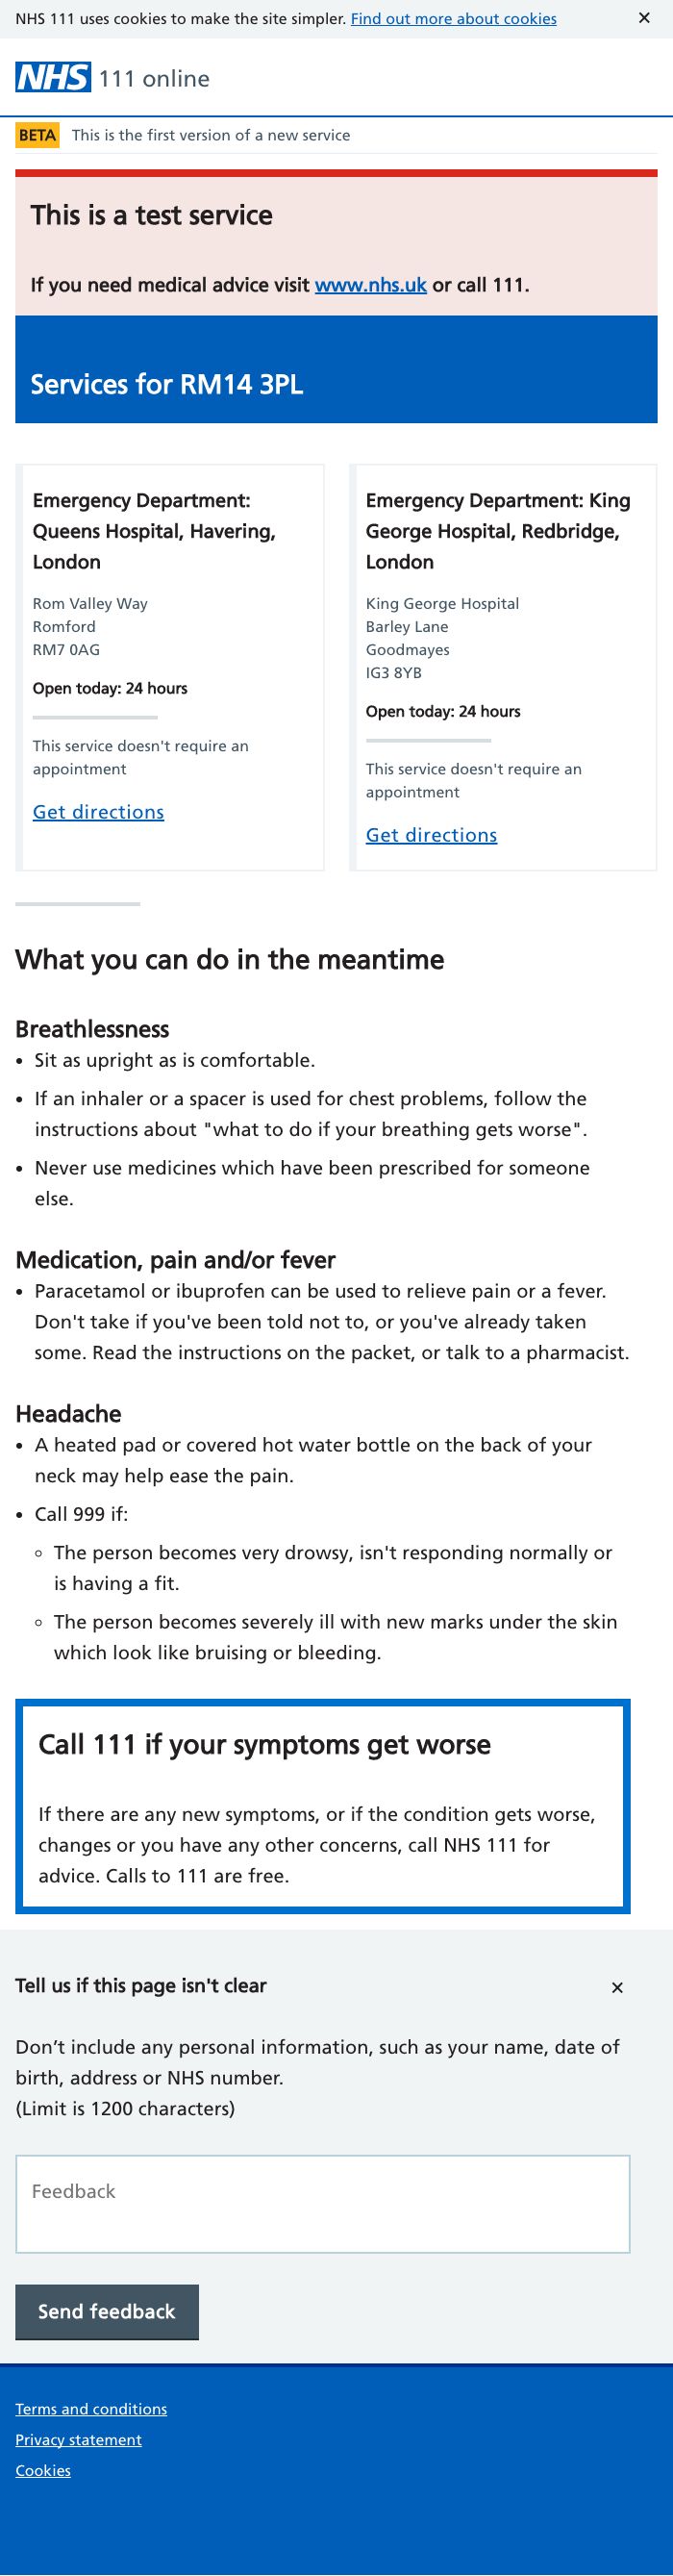 NHS 111 uses cookies to make the site simpler. Find out more about cookies ✕
NHS 111 online
BETA This is the first version of a new service
This is a test service
If you need medical advice visit www.nhs.uk or call 111.
Services for RM14 3PL
Emergency Department:
Queens Hospital, Havering,
London
Rom Valley Way
Romford
RM7 0AG
Open today: 24 hours
This service doesn't require an
appointment
Get directions
Emergency Department: King
George Hospital, Redbridge,
London
King George Hospital
Barley Lane
Goodmayes
IG3 8YB
Open today: 24 hours
This service doesn't require an
appointment
Get directions
What you can do in the meantime
Breathlessness
• Sit as upright as is comfortable.
• If an inhaler or a spacer is used for chest problems, follow the
instructions about "what to do if your breathing gets worse".
• Never use medicines which have been prescribed for someone
else.
Medication, pain and/or fever
• Paracetamol or ibuprofen can be used to relieve pain or a fever.
Don't take if you've been told not to, or you've already taken
some. Read the instructions on the packet, or talk to a pharmacist.
Headache
• A heated pad or covered hot water bottle on the back of your
neck may help ease the pain.
• Call 999 if:
◦ The person becomes very drowsy, isn't responding normally or
is having a fit.
◦ The person becomes severely ill with new marks under the skin
which look like bruising or bleeding.
Call 111 if your symptoms get worse
If there are any new symptoms, or if the condition gets worse,
changes or you have any other concerns, call NHS 111 for
advice. Calls to 111 are free.
Tell us if this page isn't clear ✕
Don’t include any personal information, such as your name, date of
birth, address or NHS number.
(Limit is 1200 characters)
Feedback
Send feedback
Terms and conditions
Privacy statement
Cookies